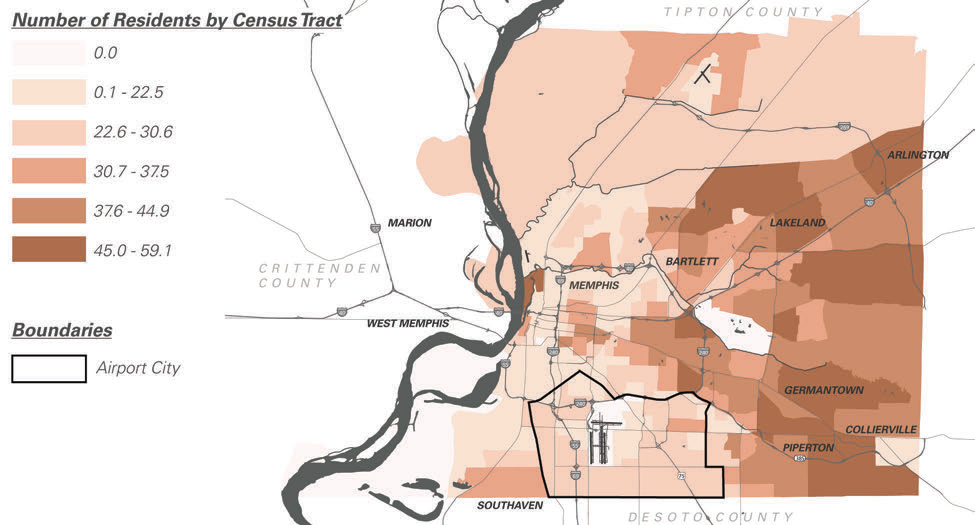 Number of Residents by Census Tract
0.0
0.1 - 22.5
22.6 - 30.6
30.7 - 37.5
37.6 - 44.9
45.0 - 59.1
Boundaries
Airport City
TIPTON COUNTY
ARLINGTON
MARION
LAKELAND
CRITTENDEN
COUNTY
BARTLETT
MEMPHIS
WEST MEMPHIS
GERMANTOWN
COLLIERVILLE
PIPERTON
SOUTHAVEN
DESOTO COUNTY